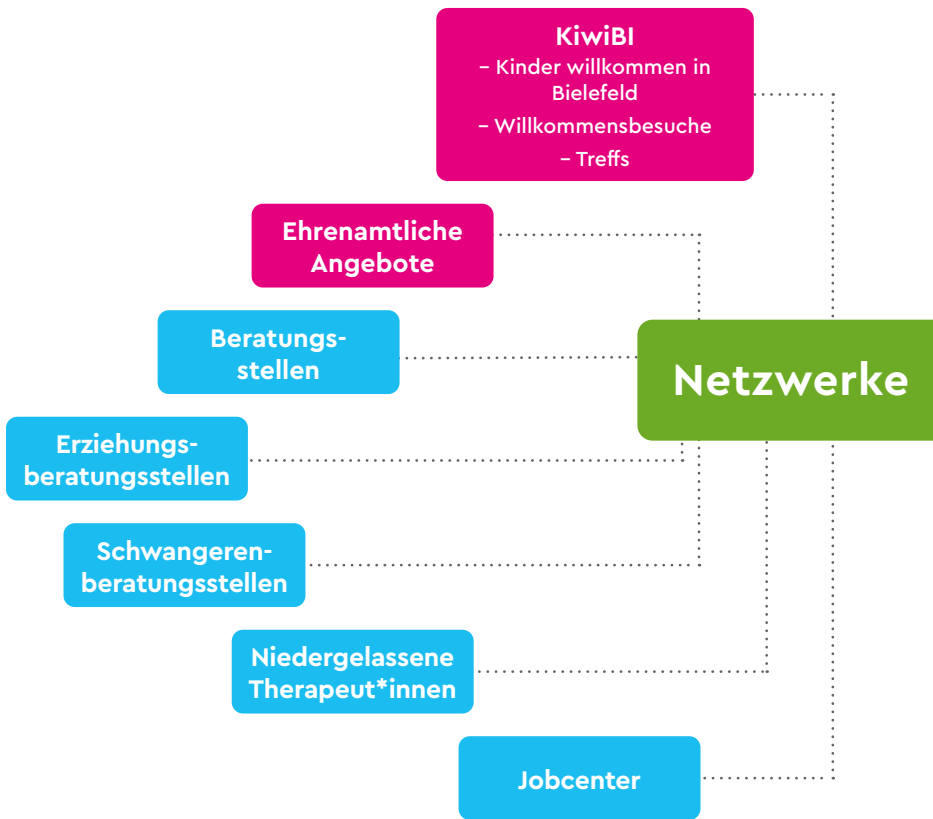 KiwiBI
– Kinder willkommen in
Bielefeld
– Willkommensbesuche
– Treffs
Ehrenamtliche
Angebote
Beratungs-
stellen
Netzwerke
Erziehungs-
beratungsstellen
Schwangeren-
beratungsstellen
Niedergelassene
Therapeut*innen
Jobcenter